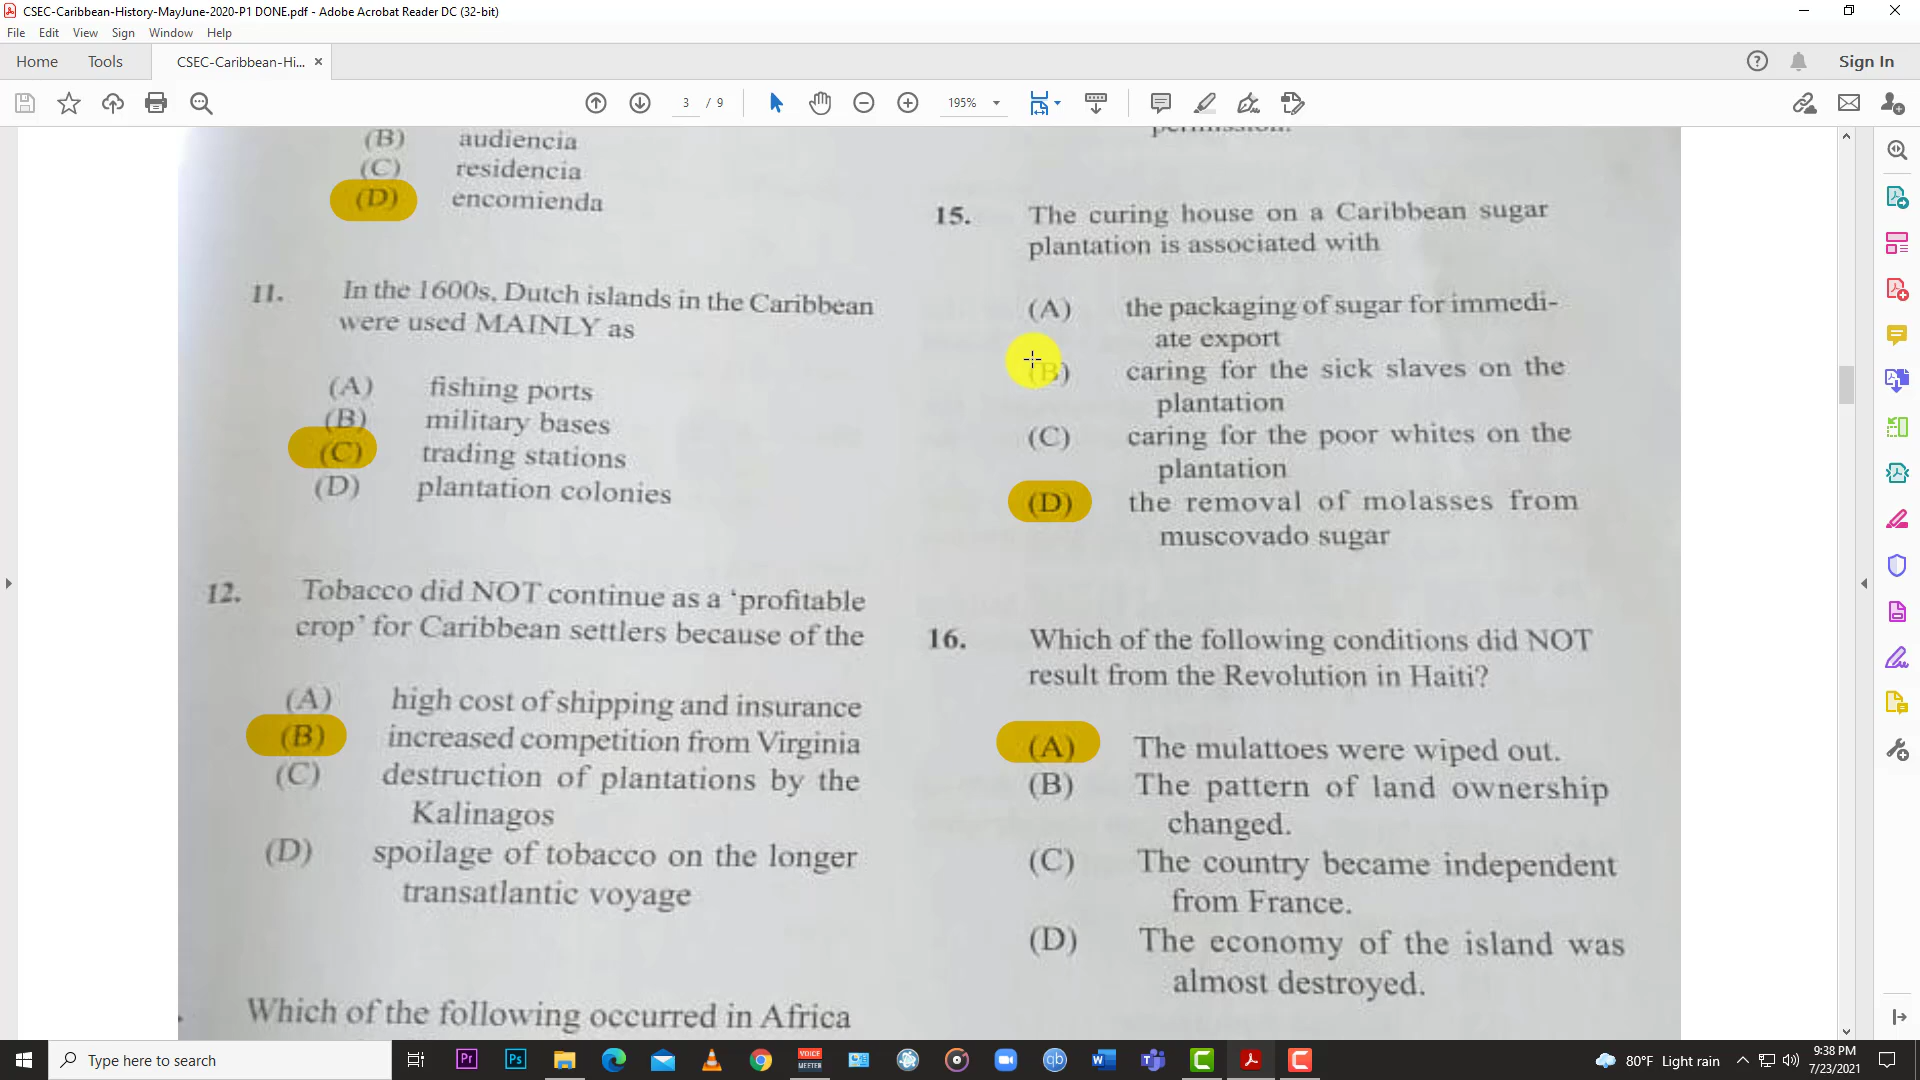 CSEC-Caribbean-History-MayJune-2020-P1 DONE.pdf - Adobe Acrobat Reader DC (32-bit)
File Edit View Sign Window Help
Home Tools CSEC-Caribbean-Hi... Sign In
3 / 9 195%
(B) audiencia
(C) residencia
(D) encomienda
11. In the 1600s, Dutch islands in the Caribbean
were used MAINLY as
(A) fishing ports
(B) military bases
(C) trading stations
(D) plantation colonies
12. Tobacco did NOT continue as a ‘profitable
crop’ for Caribbean settlers because of the
(A) high cost of shipping and insurance
(B) increased competition from Virginia
(C) destruction of plantations by the
Kalinagos
(D) spoilage of tobacco on the longer
transatlantic voyage
Which of the following occurred in Africa
permission.
15. The curing house on a Caribbean sugar
plantation is associated with
(A) the packaging of sugar for immedi-
ate export
(B) caring for the sick slaves on the
plantation
(C) caring for the poor whites on the
plantation
(D) the removal of molasses from
muscovado sugar
16. Which of the following conditions did NOT
result from the Revolution in Haiti?
(A) The mulattoes were wiped out.
(B) The pattern of land ownership
changed.
(C) The country became independent
from France.
(D) The economy of the island was
almost destroyed.
Type here to search
Pr
Ps
VOICE
MEETER
qb
80°F Light rain
9:38 PM
7/23/2021